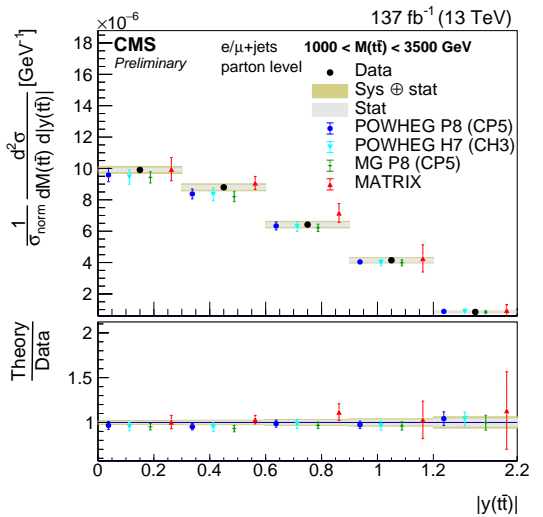 137 fb⁻¹ (13 TeV)
×10⁻⁶
CMS
Preliminary
e/μ+jets
parton level
1000 < M(tt̄) < 3500 GeV
Data
Sys ⊕ stat
Stat
POWHEG P8 (CP5)
POWHEG H7 (CH3)
MG P8 (CP5)
MATRIX
1/σnorm d²σ/dM(tt̄) d|y(tt̄)| [GeV⁻¹]
18
16
14
12
10
8
6
4
2
Theory
Data
2
1.5
1
0 0.2 0.4 0.6 0.8 1 1.2 2.2
|y(tt̄)|